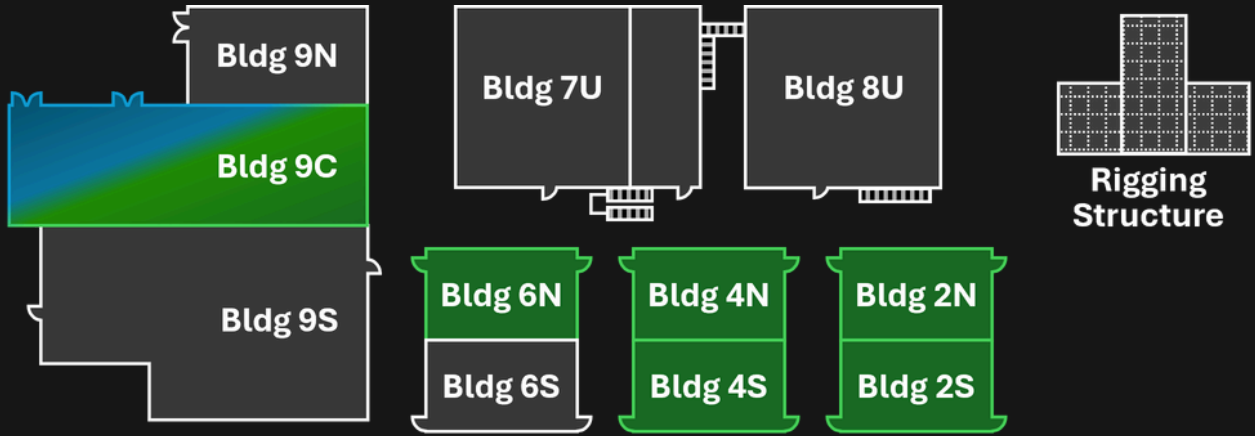 Bldg 9N
Bldg 7U
Bldg 8U
Bldg 9C
Rigging
Structure
Bldg 6N
Bldg 4N
Bldg 2N
Bldg 9S
Bldg 6S
Bldg 4S
Bldg 2S